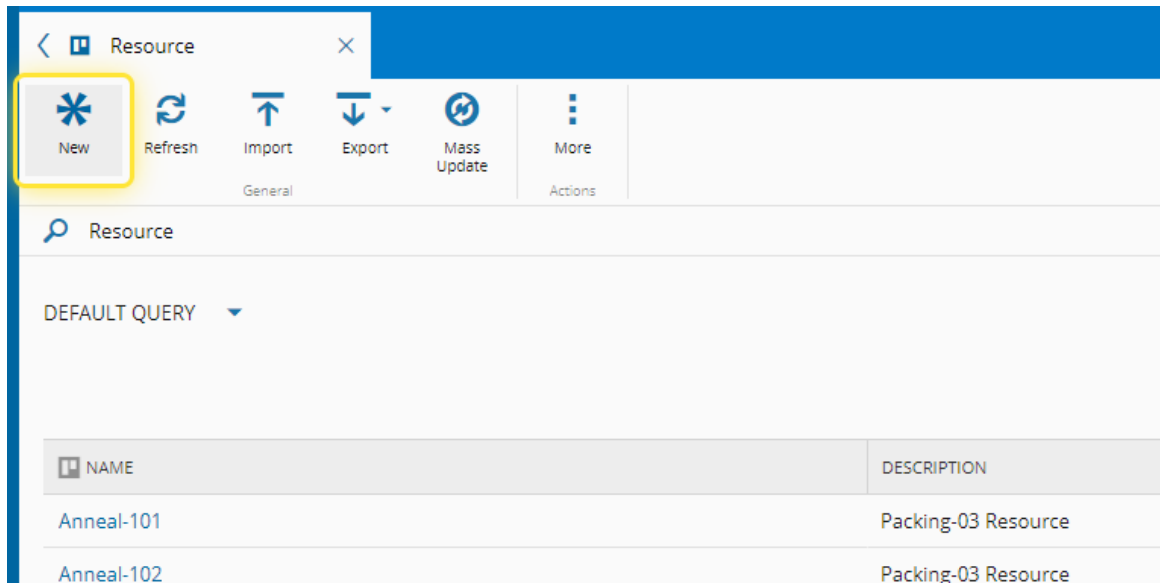 Resource
New Refresh Import Export Mass Update More
General Actions
Resource
DEFAULT QUERY
NAME DESCRIPTION
Anneal-101 Packing-03 Resource
Anneal-102 Packing-03 Resource